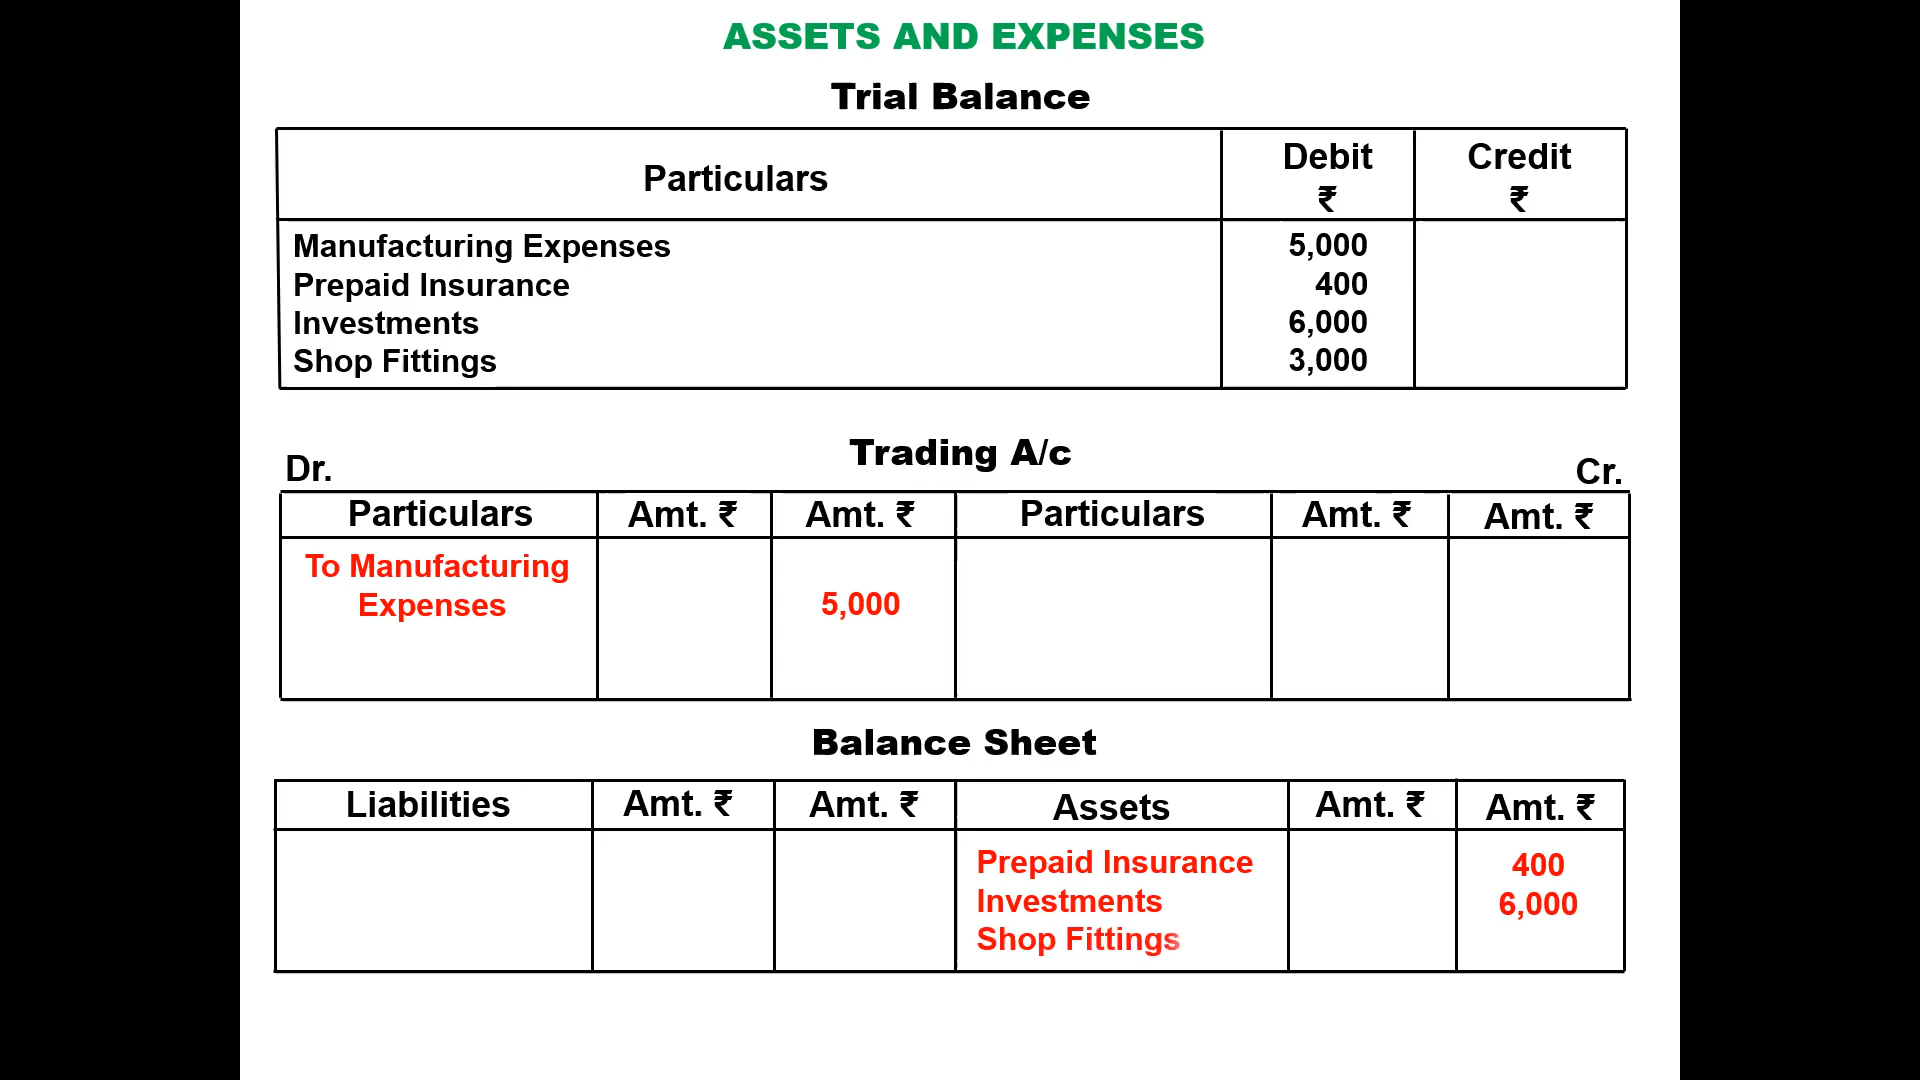 ASSETS AND EXPENSES
Trial Balance
Particulars Debit ₹ Credit ₹
Manufacturing Expenses 5,000
Prepaid Insurance 400
Investments 6,000
Shop Fittings 3,000
Trading A/c
Dr. Cr.
Particulars Amt. ₹ Amt. ₹ Particulars Amt. ₹ Amt. ₹
To Manufacturing
Expenses 5,000
Balance Sheet
Liabilities Amt. ₹ Amt. ₹ Assets Amt. ₹ Amt. ₹
Prepaid Insurance 400
Investments 6,000
Shop Fittings